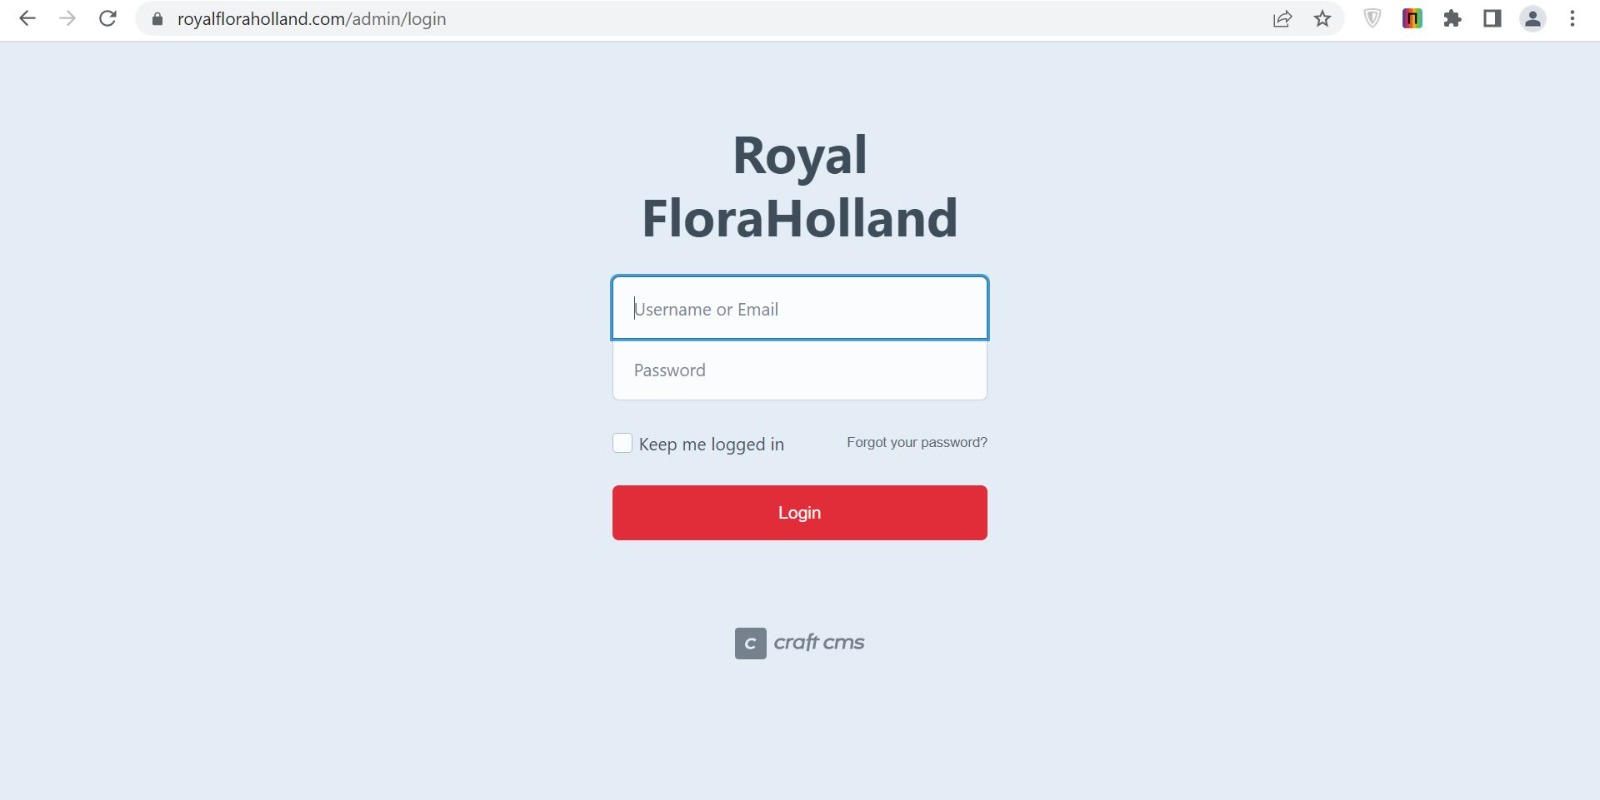 royalfloraholland.com/admin/login
Royal
FloraHolland
Username or Email
Password
Keep me logged in
Forgot your password?
Login
c craft cms